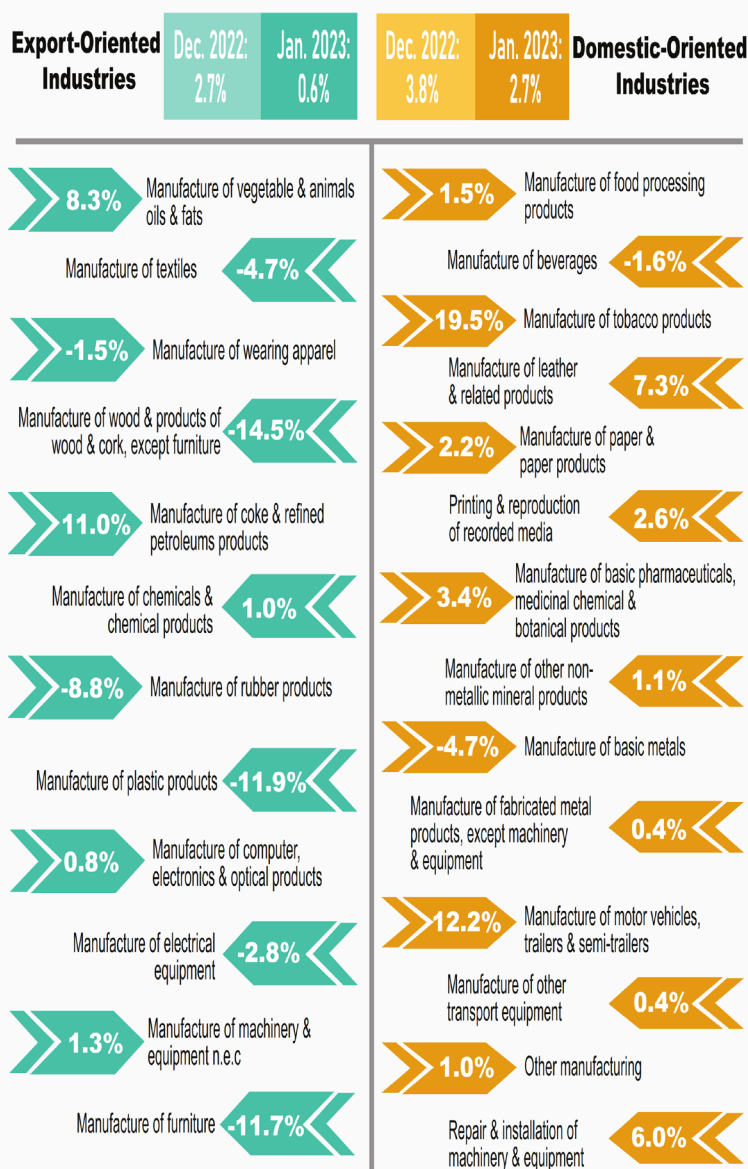 Export-Oriented
Industries
Dec. 2022:
2.7%
Jan. 2023:
0.6%
Dec. 2022:
3.8%
Jan. 2023:
2.7%
Domestic-Oriented
Industries
8.3%
Manufacture of vegetable & animals
oils & fats
Manufacture of textiles
-4.7%
-1.5%
Manufacture of wearing apparel
Manufacture of wood & products of
wood & cork, except furniture
-14.5%
11.0%
Manufacture of coke & refined
petroleums products
Manufacture of chemicals &
chemical products
1.0%
-8.8%
Manufacture of rubber products
Manufacture of plastic products
-11.9%
0.8%
Manufacture of computer,
electronics & optical products
Manufacture of electrical
equipment
-2.8%
1.3%
Manufacture of machinery &
equipment n.e.c
Manufacture of furniture
-11.7%
1.5%
Manufacture of food processing
products
Manufacture of beverages
-1.6%
19.5%
Manufacture of tobacco products
Manufacture of leather
& related products
7.3%
2.2%
Manufacture of paper &
paper products
Printing & reproduction
of recorded media
2.6%
3.4%
Manufacture of basic pharmaceuticals,
medicinal chemical &
botanical products
Manufacture of other non-
metallic mineral products
1.1%
-4.7%
Manufacture of basic metals
Manufacture of fabricated metal
products, except machinery
& equipment
0.4%
12.2%
Manufacture of motor vehicles,
trailers & semi-trailers
Manufacture of other
transport equipment
0.4%
1.0%
Other manufacturing
Repair & installation of
machinery & equipment
6.0%